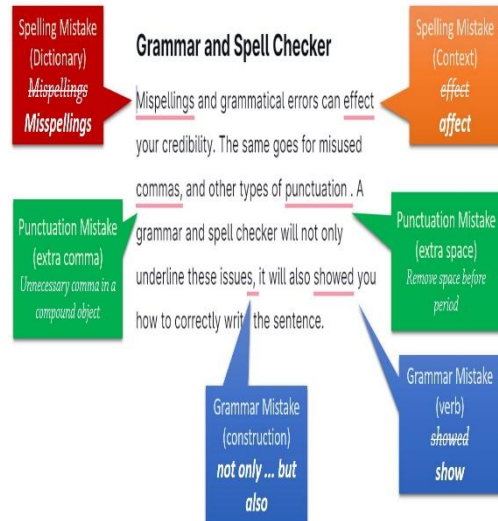 Spelling Mistake
(Dictionary)
Mispellings
Misspellings
Grammar and Spell Checker
Spelling Mistake
(Context)
effect
affect
Mispellings and grammatical errors can effect
your credibility. The same goes for misused
commas, and other types of punctuation . A
grammar and spell checker will not only
underline these issues, it will also showed you
how to correctly write the sentence.
Punctuation Mistake
(extra comma)
Unnecessary comma in a
compound object
Punctuation Mistake
(extra space)
Remove space before
period
Grammar Mistake
(construction)
not only ... but
also
Grammar Mistake
(verb)
showed
show